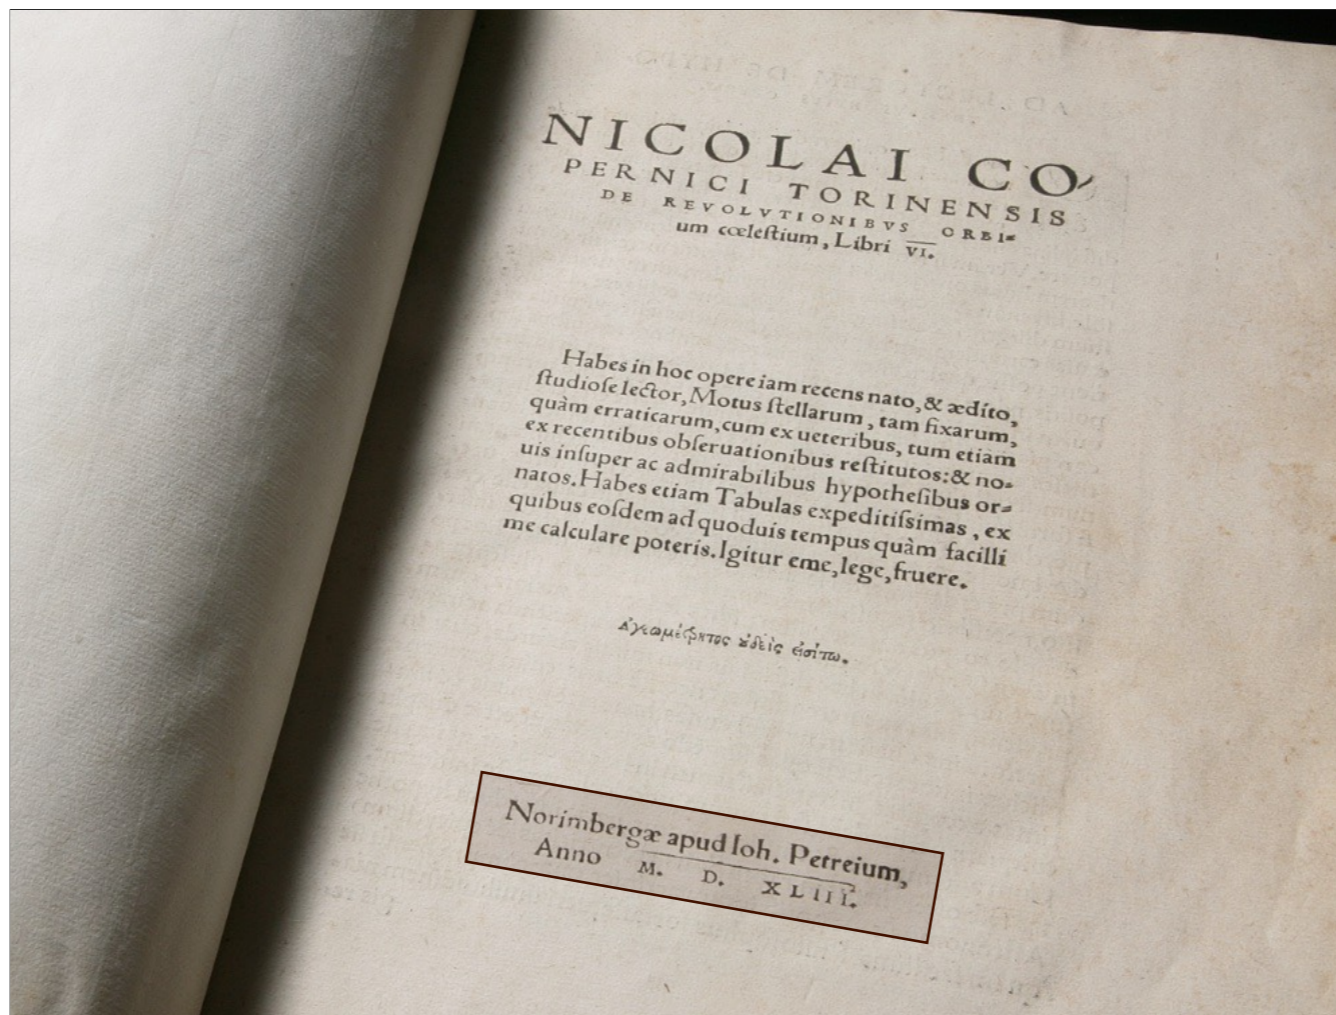 NICOLAI CO-
PERNICI TORINENSIS
DE REVOLVTIONIBVS ORBI-
um cœleſtium, Libri VI.
Habes in hoc opere iam recens nato, & ædito,
ſtudioſe lector, Motus ſtellarum, tam fixarum,
quàm erraticarum, cum ex ueteribus, tum etiam
ex recentibus obſeruationibus reſtitutos: & no-
uis inſuper ac admirabilibus hypotheſibus or-
natos. Habes etiam Tabulas expeditiſsimas, ex
quibus eoſdem ad quoduis tempus quàm facilli
me calculare poteris. Igitur eme, lege, fruere.
Ἀγεωμέτρητος ȣ̓δεὶς εἰσίτω.
Norimbergæ apud Ioh. Petreium,
Anno M. D. XLIII.